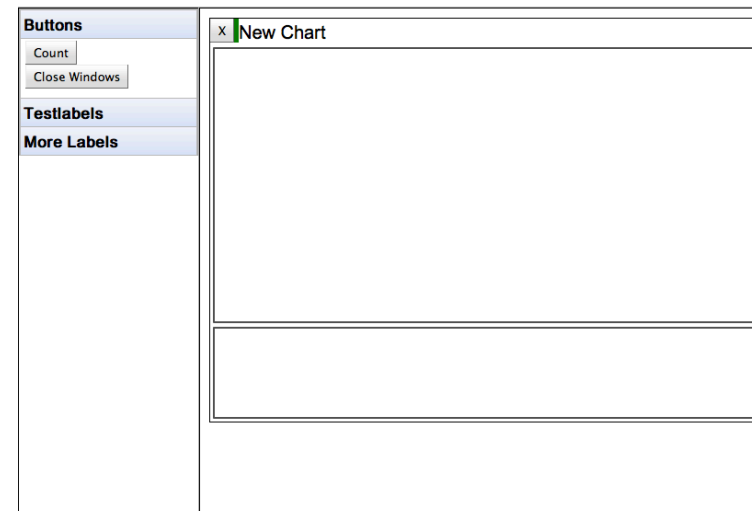 Buttons
Count
Close Windows
Testlabels
More Labels
x
New Chart